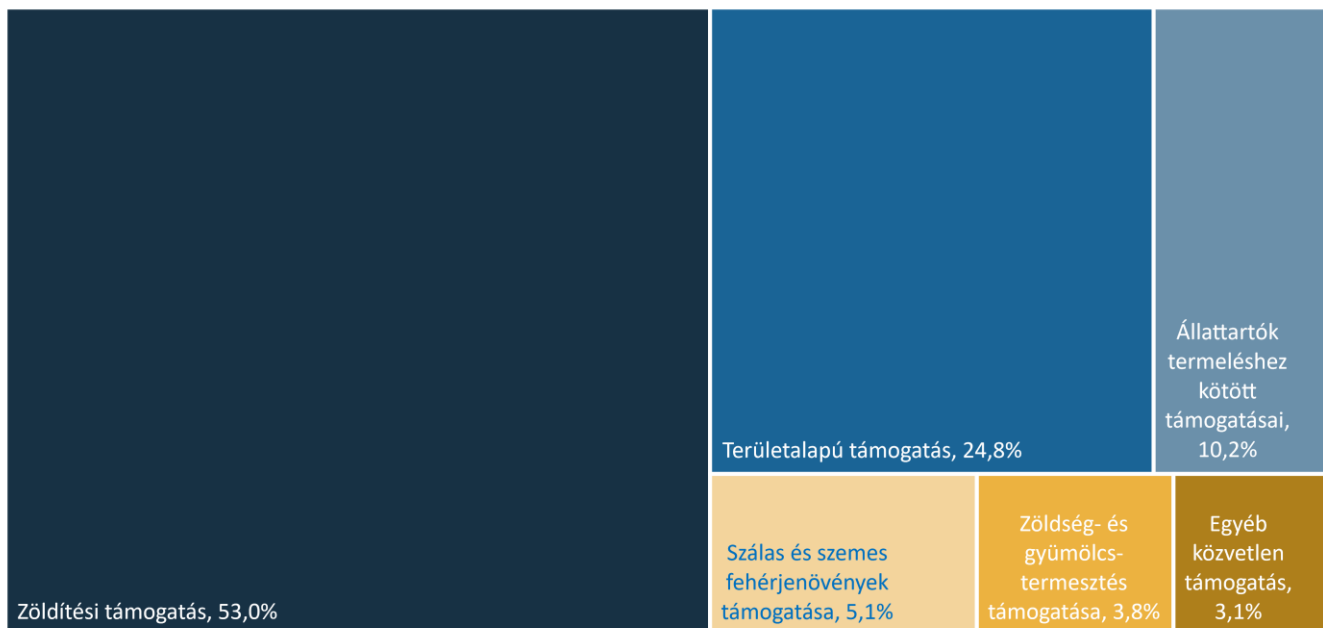 Zöldítési támogatás, 53,0%
Területalapú támogatás, 24,8%
Állattartók
termeléshez
kötött
támogatásai,
10,2%
Szálas és szemes
fehérjenövények
támogatása, 5,1%
Zöldség- és
gyümölcs-
termesztés
támogatása, 3,8%
Egyéb
közvetlen
támogatás,
3,1%